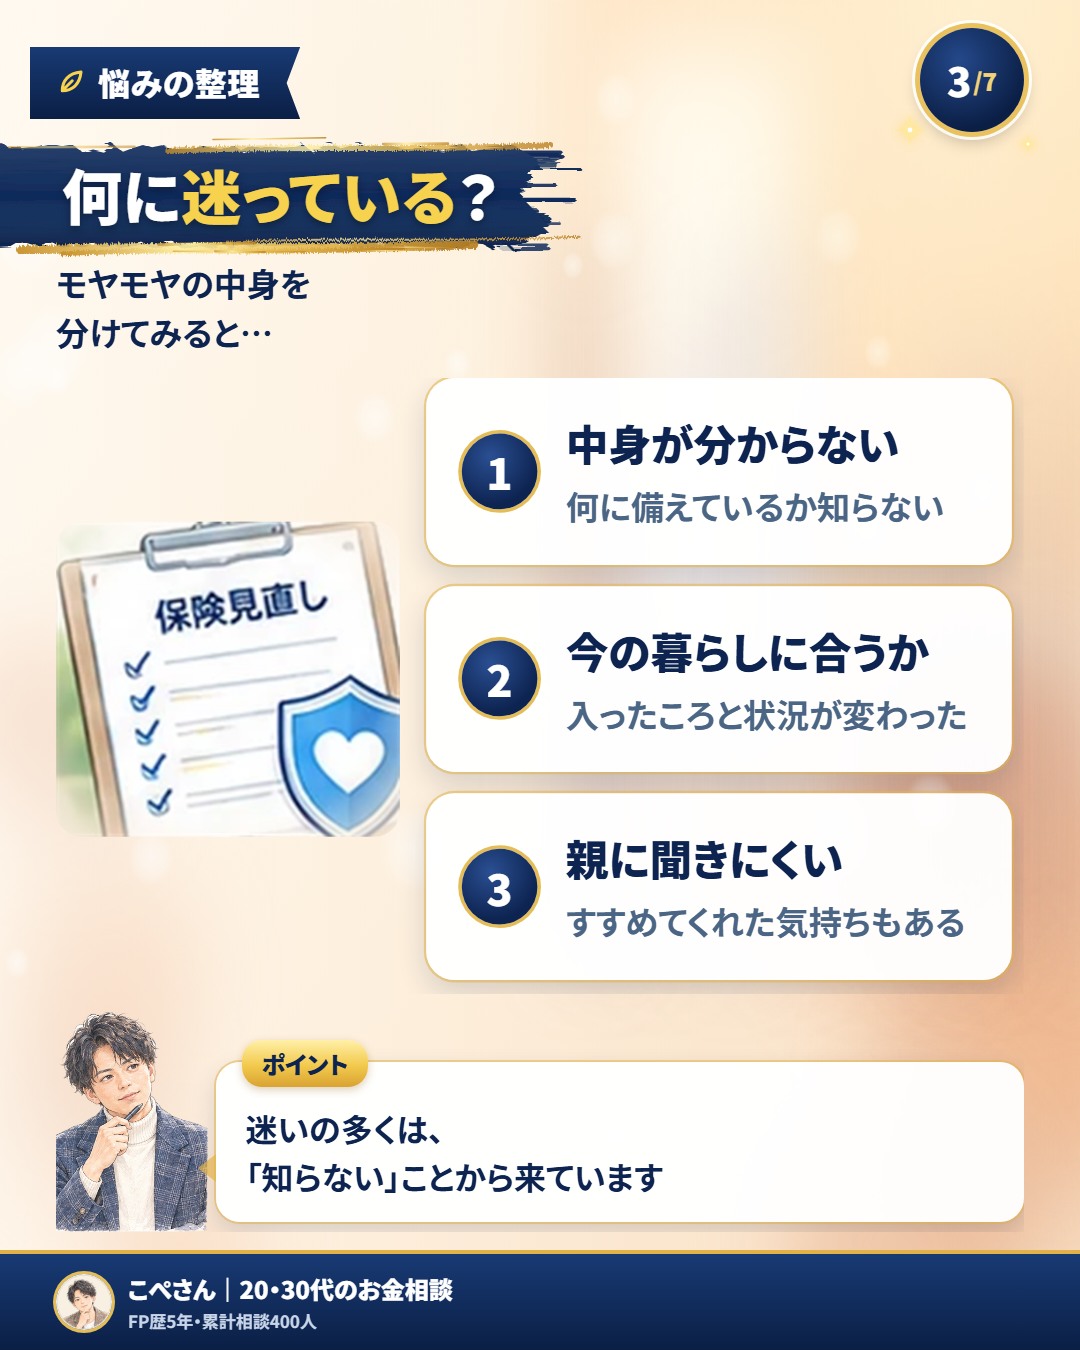 悩みの整理
3/7
何に迷っている？
モヤモヤの中身を
分けてみると…
保険見直し
1
中身が分からない
何に備えているか知らない
2
今の暮らしに合うか
入ったころと状況が変わった
3
親に聞きにくい
すすめてくれた気持ちもある
ポイント
迷いの多くは、
「知らない」ことから来ています
こぺさん｜20・30代のお金相談
FP歴5年・累計相談400人